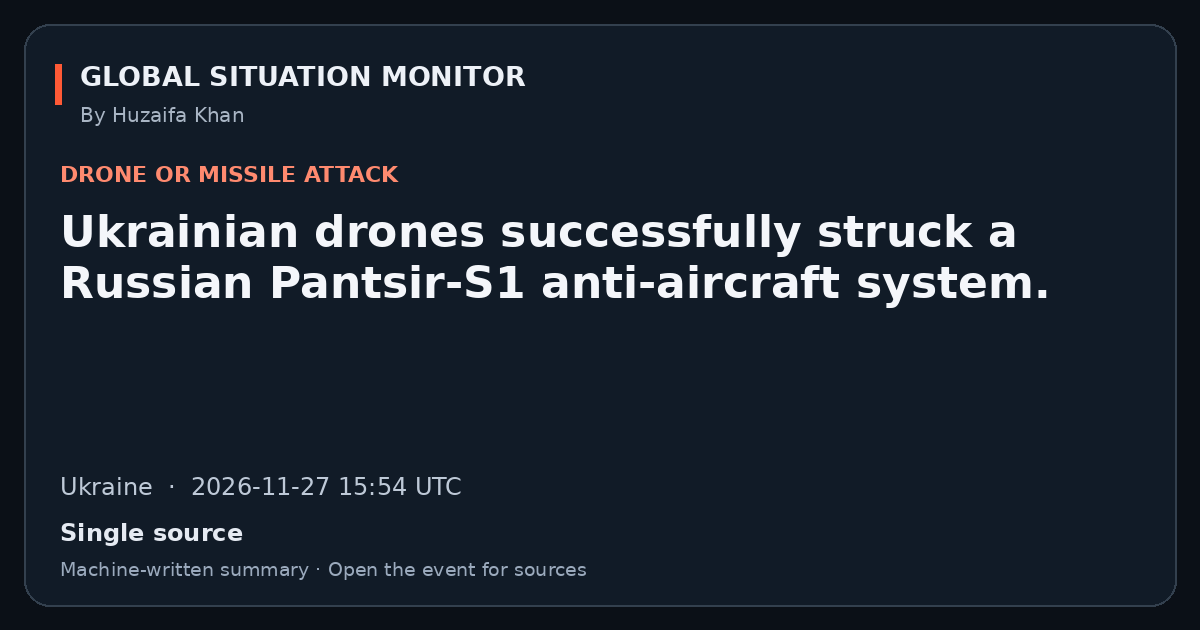 GLOBAL SITUATION MONITOR
By Huzaifa Khan
DRONE OR MISSILE ATTACK
Ukrainian drones successfully struck a
Russian Pantsir-S1 anti-aircraft system.
Ukraine · 2026-11-27 15:54 UTC
Single source
Machine-written summary · Open the event for sources